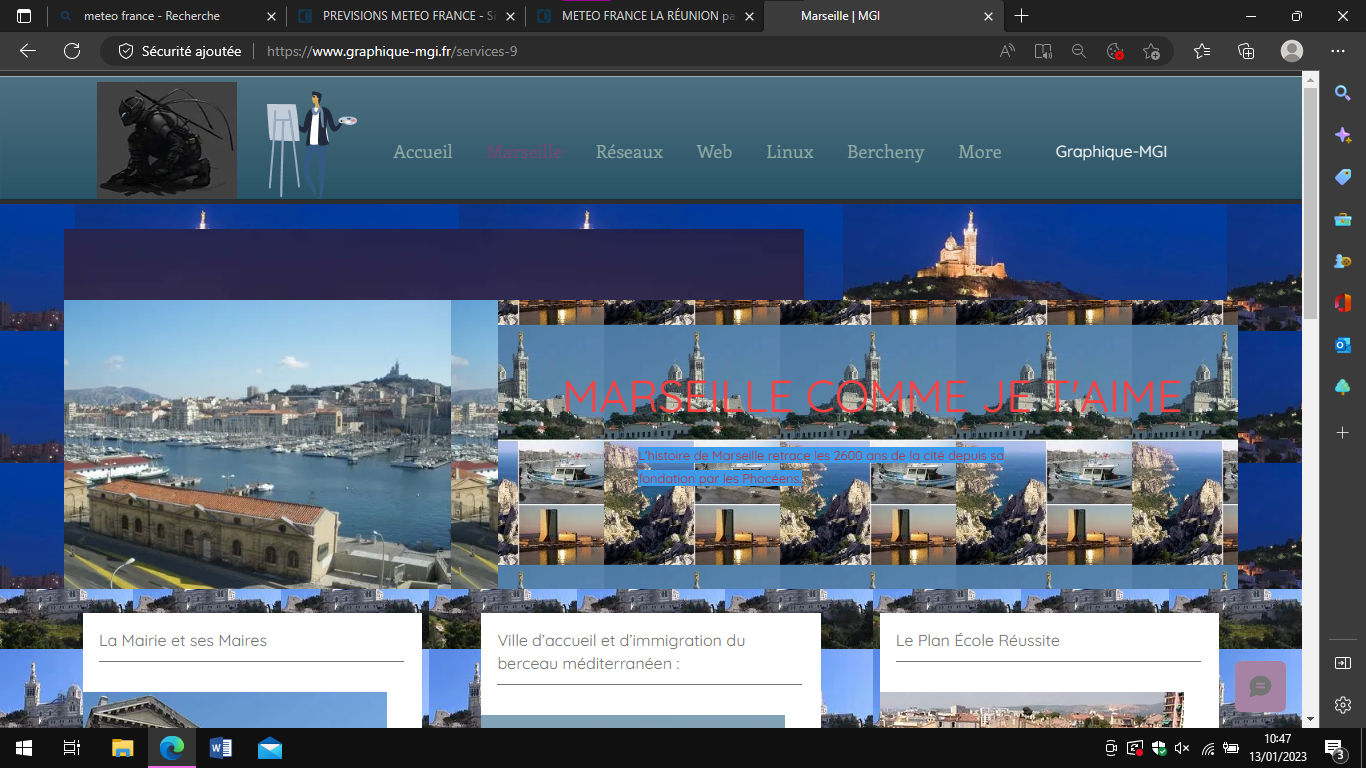 meteo france - Recherche
PREVISIONS METEO FRANCE - Si
METEO FRANCE LA RÉUNION pa
Marseille | MGI
Sécurité ajoutée
https://www.graphique-mgi.fr/services-9
Accueil
Marseille
Réseaux
Web
Linux
Bercheny
More
Graphique-MGI
MARSEILLE COMME JE T'AIME
L'histoire de Marseille retrace les 2600 ans de la cité depuis sa
fondation par les Phocéens.
La Mairie et ses Maires
Ville d'accueil et d'immigration du
berceau méditerranéen :
Le Plan École Réussite
10:47
13/01/2023
3